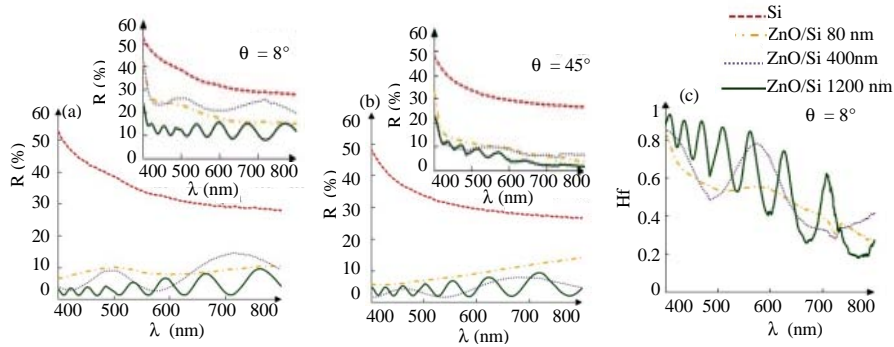 Si
ZnO/Si 80 nm
ZnO/Si 400nm
ZnO/Si 1200 nm
60
50
40
30
20
10
0
R (%)
θ = 8°
400 500 600 700 800
λ (nm)
60
50
40
30
20
10
0
R (%)
(a)
400 500 600 700 800
λ (nm)
60
50
40
30
20
10
0
R (%)
θ = 45°
400 500 600 700 800
λ (nm)
60
50
40
30
20
10
0
R (%)
(b)
400 500 600 700 800
λ (nm)
(c)
θ = 8°
1
0.8
0.6
0.4
0.2
0
Hf
400 500 600 700 800
λ (nm)